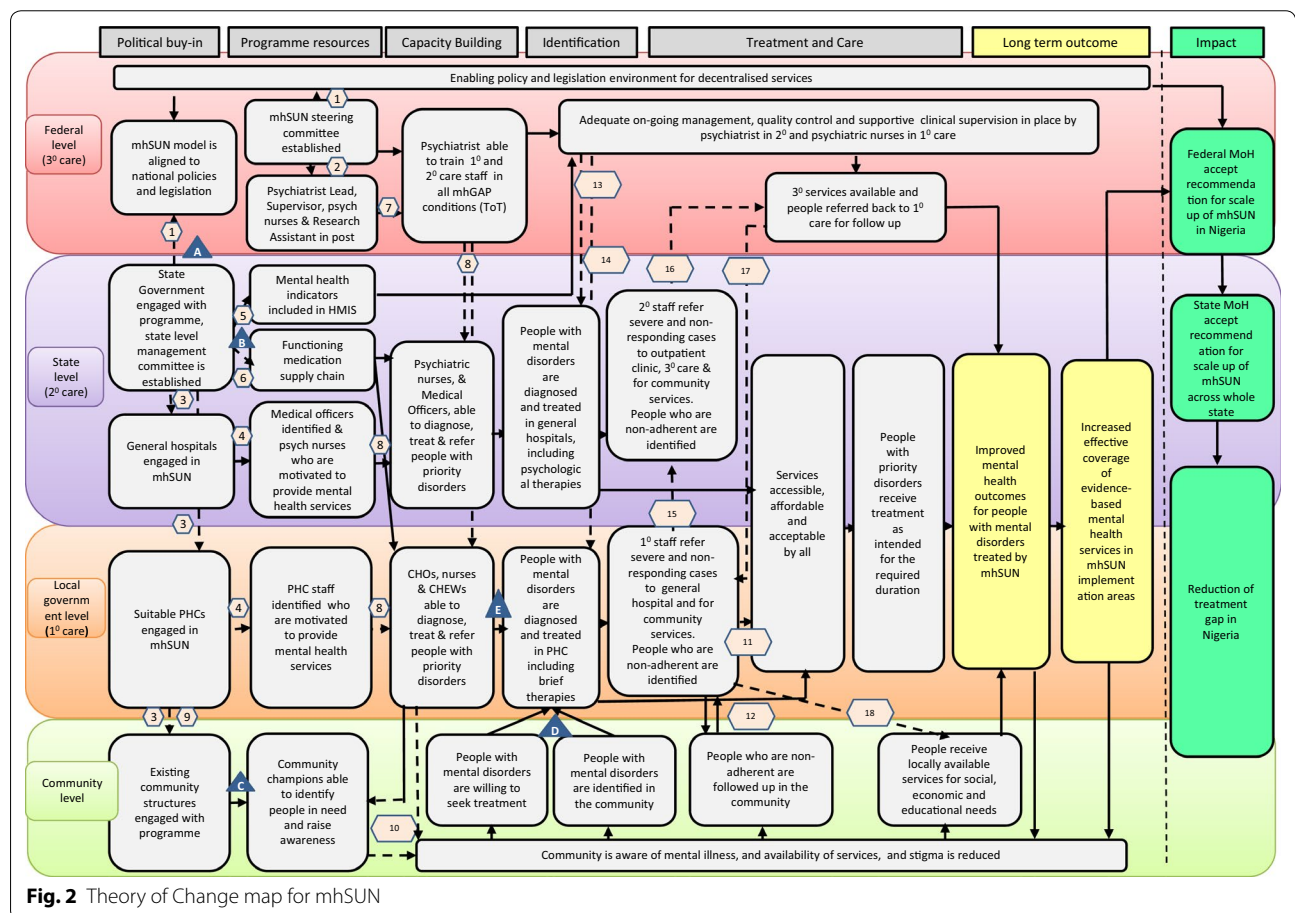 Political buy-in
Programme resources
Capacity Building
Identification
Treatment and Care
Long term outcome
Impact
Enabling policy and legislation environment for decentralised services
Federal
level
(3⁰ care)
mhSUN model is
aligned to
national policies
and legislation
1
mhSUN steering
committee
established
2
Psychiatrist Lead,
Supervisor, psych
nurses & Research
Assistant in post
7
Psychiatrist able
to train 1⁰ and
2⁰ care staff in
all mhGAP
conditions (ToT)
Adequate on-going management, quality control and supportive clinical supervision in place by
psychiatrist in 2⁰ and psychiatric nurses in 1⁰ care
13
3⁰ services available and
people referred back to 1⁰
care for follow up
Federal MoH
accept
recommenda
tion for scale
up of mhSUN
in Nigeria
1
A
8
14
16
17
State
level
(2⁰ care)
State
Government
engaged with
programme,
state level
management
committee is
established
5
B
6
Mental health
indicators
included in HMIS
Functioning
medication
supply chain
3
General hospitals
engaged in
mhSUN
4
Medical officers
identified &
psych nurses
who are
motivated to
provide mental
health services
8
Psychiatric
nurses, &
Medical Officers,
able to diagnose,
treat & refer
people with
priority
disorders
People with
mental
disorders
are
diagnosed
and treated
in general
hospitals,
including
psychologic
al therapies
2⁰ staff refer
severe and non-
responding cases
to outpatient
clinic, 3⁰ care &
for community
services.
People who are
non-adherent
are identified
Services
accessible,
affordable
and
acceptable
by all
People
with
priority
disorders
receive
treatment
as
intended
for the
required
duration
Improved
mental
health
outcomes
for people
with mental
disorders
treated by
mhSUN
Increased
effective
coverage
of
evidence-
based
mental
health
services in
mhSUN
implement
ation areas
State MoH
accept
recommend
ation for
scale up of
mhSUN
across whole
state
3
15
Local
governm
ent level
(1⁰ care)
Suitable PHCs
engaged in
mhSUN
4
PHC staff
identified who
are motivated
to provide
mental health
services
8
CHOs, nurses
& CHEWs
able to
diagnose,
treat & refer
people with
priority
disorders
E
People with
mental
disorders
are
diagnosed
and treated
in PHC
including
brief
therapies
1⁰ staff refer
severe and non-
responding cases
to general
hospital and for
community
services.
People who are
non-adherent are
identified
11
Reduction of
treatment
gap in
Nigeria
3
9
D
12
18
Community
level
Existing
community
structures
engaged with
programme
C
Community
champions able
to identify
people in need
and raise
awareness
10
People with
mental disorders
are willing to
seek treatment
People with
mental disorders
are identified in
the community
People who are non-
adherent are
followed up in the
community
People receive
locally available
services for social,
economic and
educational needs
Community is aware of mental illness, and availability of services, and stigma is reduced
Fig. 2 Theory of Change map for mhSUN